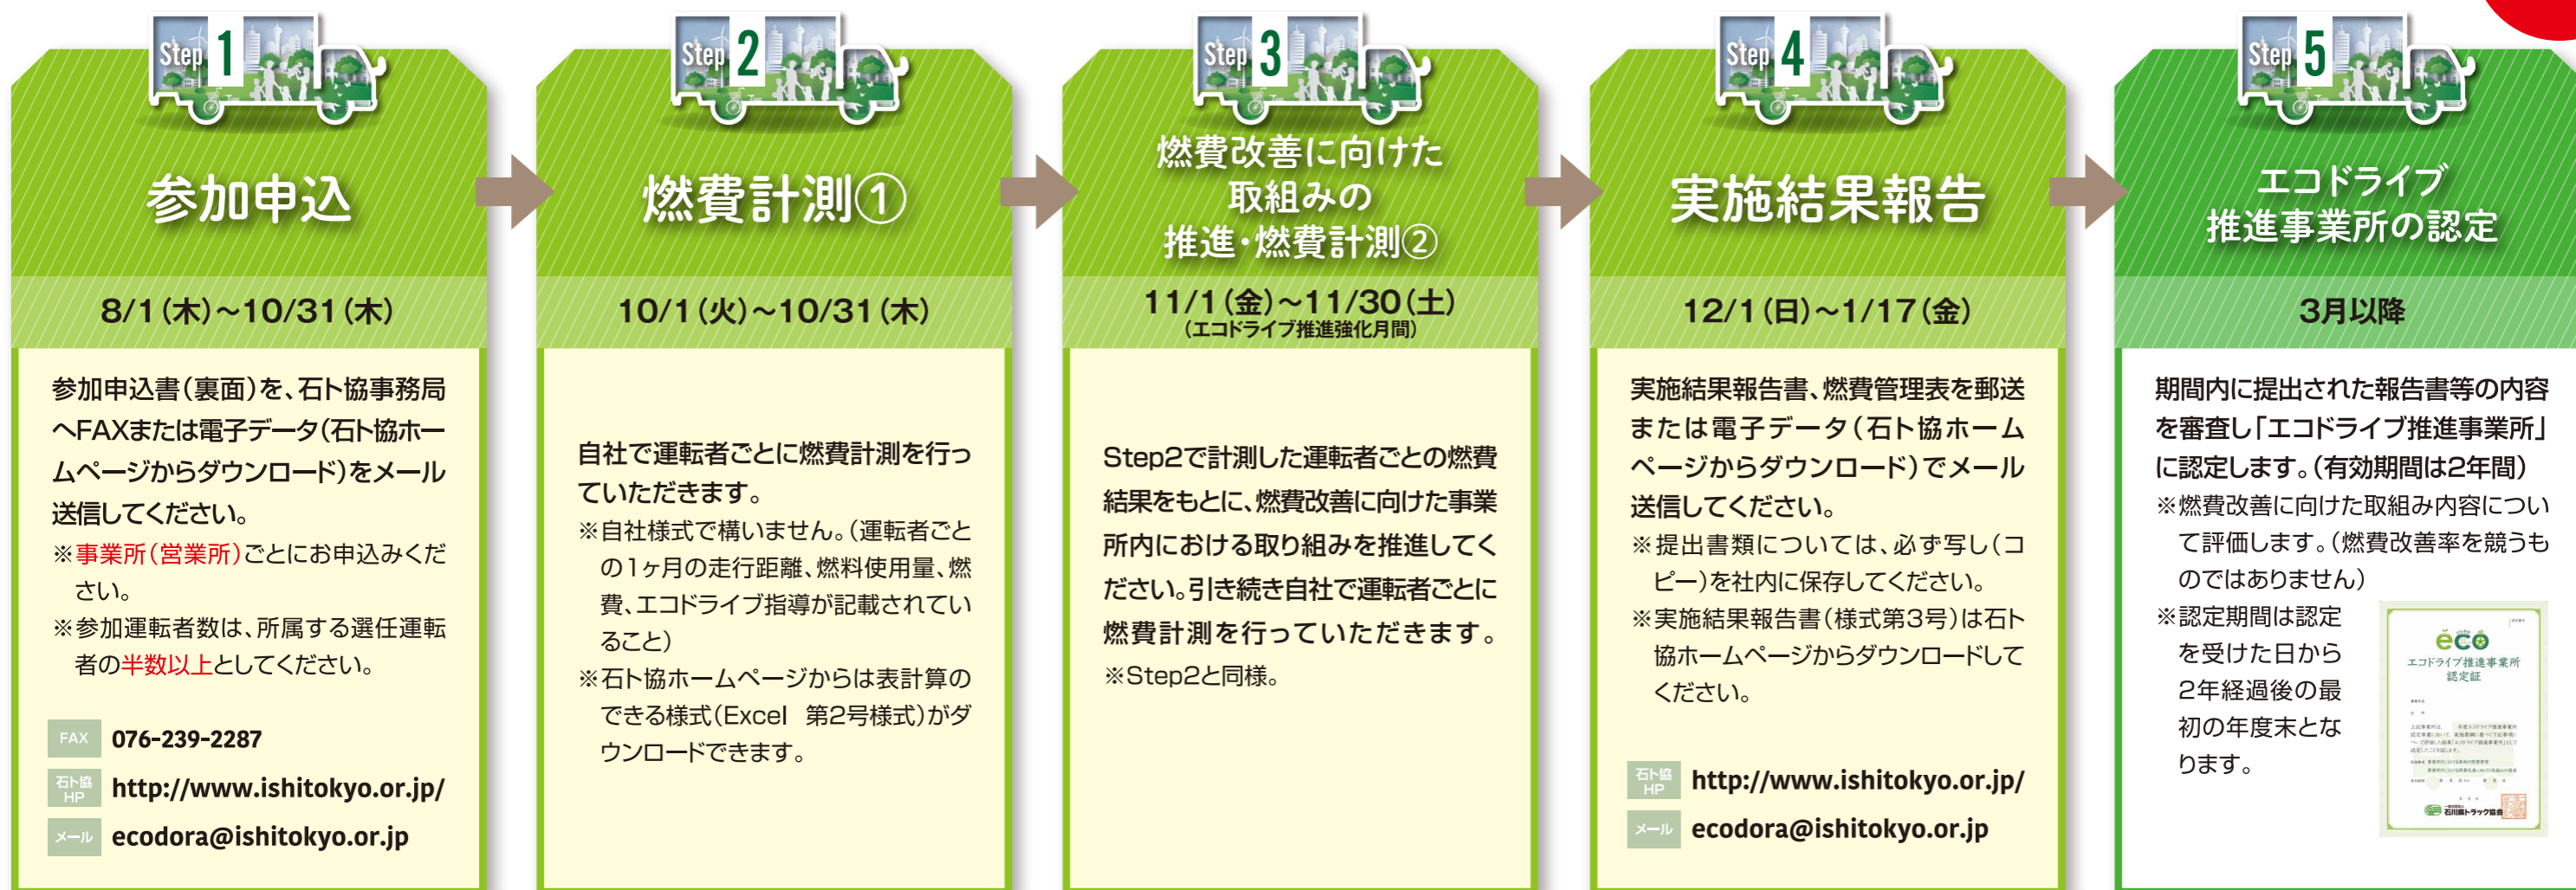 Step 1
参加申込
8/1(木)～10/31(木)
参加申込書(裏面)を、石ト協事務局
へFAXまたは電子データ(石ト協ホー
ムページからダウンロード)をメール
送信してください。
※事業所(営業所)ごとにお申込みくだ
さい。
※参加運転者数は、所属する選任運転
者の半数以上としてください。
FAX 076-239-2287
石ト協HP http://www.ishitokyo.or.jp/
メール ecodora@ishitokyo.or.jp
Step 2
燃費計測①
10/1(火)～10/31(木)
自社で運転者ごとに燃費計測を行っ
ていただきます。
※自社様式で構いません。(運転者ごと
の1ヶ月の走行距離、燃料使用量、燃
費、エコドライブ指導が記載されてい
ること)
※石ト協ホームページからは表計算の
できる様式(Excel 第2号様式)がダ
ウンロードできます。
Step 3
燃費改善に向けた
取組みの
推進・燃費計測②
11/1(金)～11/30(土)
(エコドライブ推進強化月間)
Step2で計測した運転者ごとの燃費
結果をもとに、燃費改善に向けた事業
所内における取り組みを推進してく
ださい。引き続き自社で運転者ごとに
燃費計測を行っていただきます。
※Step2と同様。
Step 4
実施結果報告
12/1(日)～1/17(金)
実施結果報告書、燃費管理表を郵送
または電子データ(石ト協ホーム
ページからダウンロード)でメール
送信してください。
※提出書類については、必ず写し(コ
ピー)を社内に保存してください。
※実施結果報告書(様式第3号)は石ト
協ホームページからダウンロードして
ください。
石ト協HP http://www.ishitokyo.or.jp/
メール ecodora@ishitokyo.or.jp
Step 5
エコドライブ
推進事業所の認定
3月以降
期間内に提出された報告書等の内容
を審査し「エコドライブ推進事業所」
に認定します。(有効期間は2年間)
※燃費改善に向けた取組み内容につい
て評価します。(燃費改善率を競うも
のではありません)
※認定期間は認定
を受けた日から
2年経過後の最
初の年度末とな
ります。
eco
エコドライブ推進事業所
認定証
石川県トラック協会